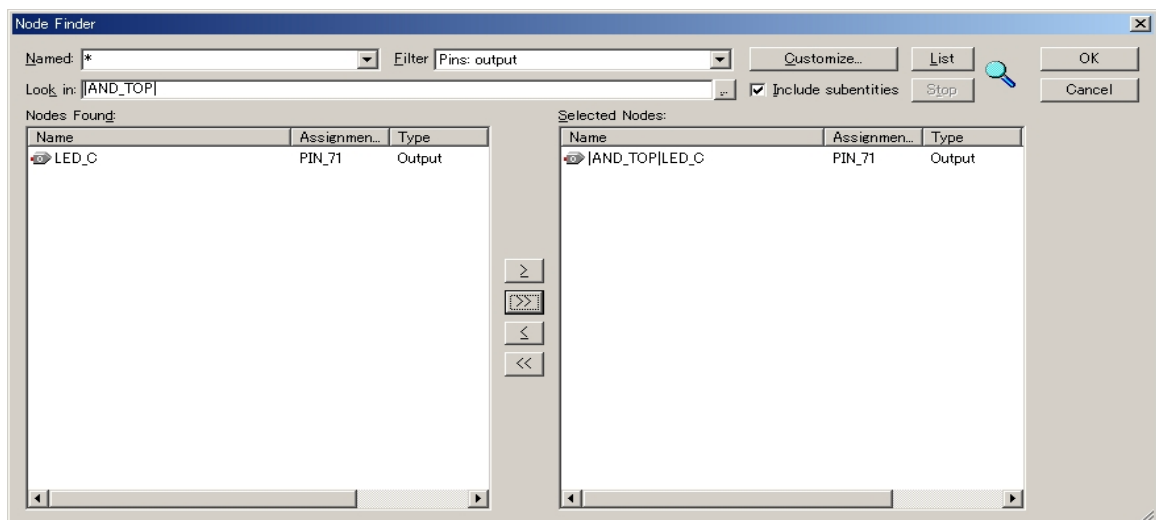 Node Finder
Named: * Filter Pins: output Customize... List OK
Look in: |AND_TOP| ... Include subentities Stop Cancel
Nodes Found: Selected Nodes:
Name Assignmen... Type Name Assignmen... Type
LED_C PIN_71 Output |AND_TOP|LED_C PIN_71 Output
>
>>
<
<<